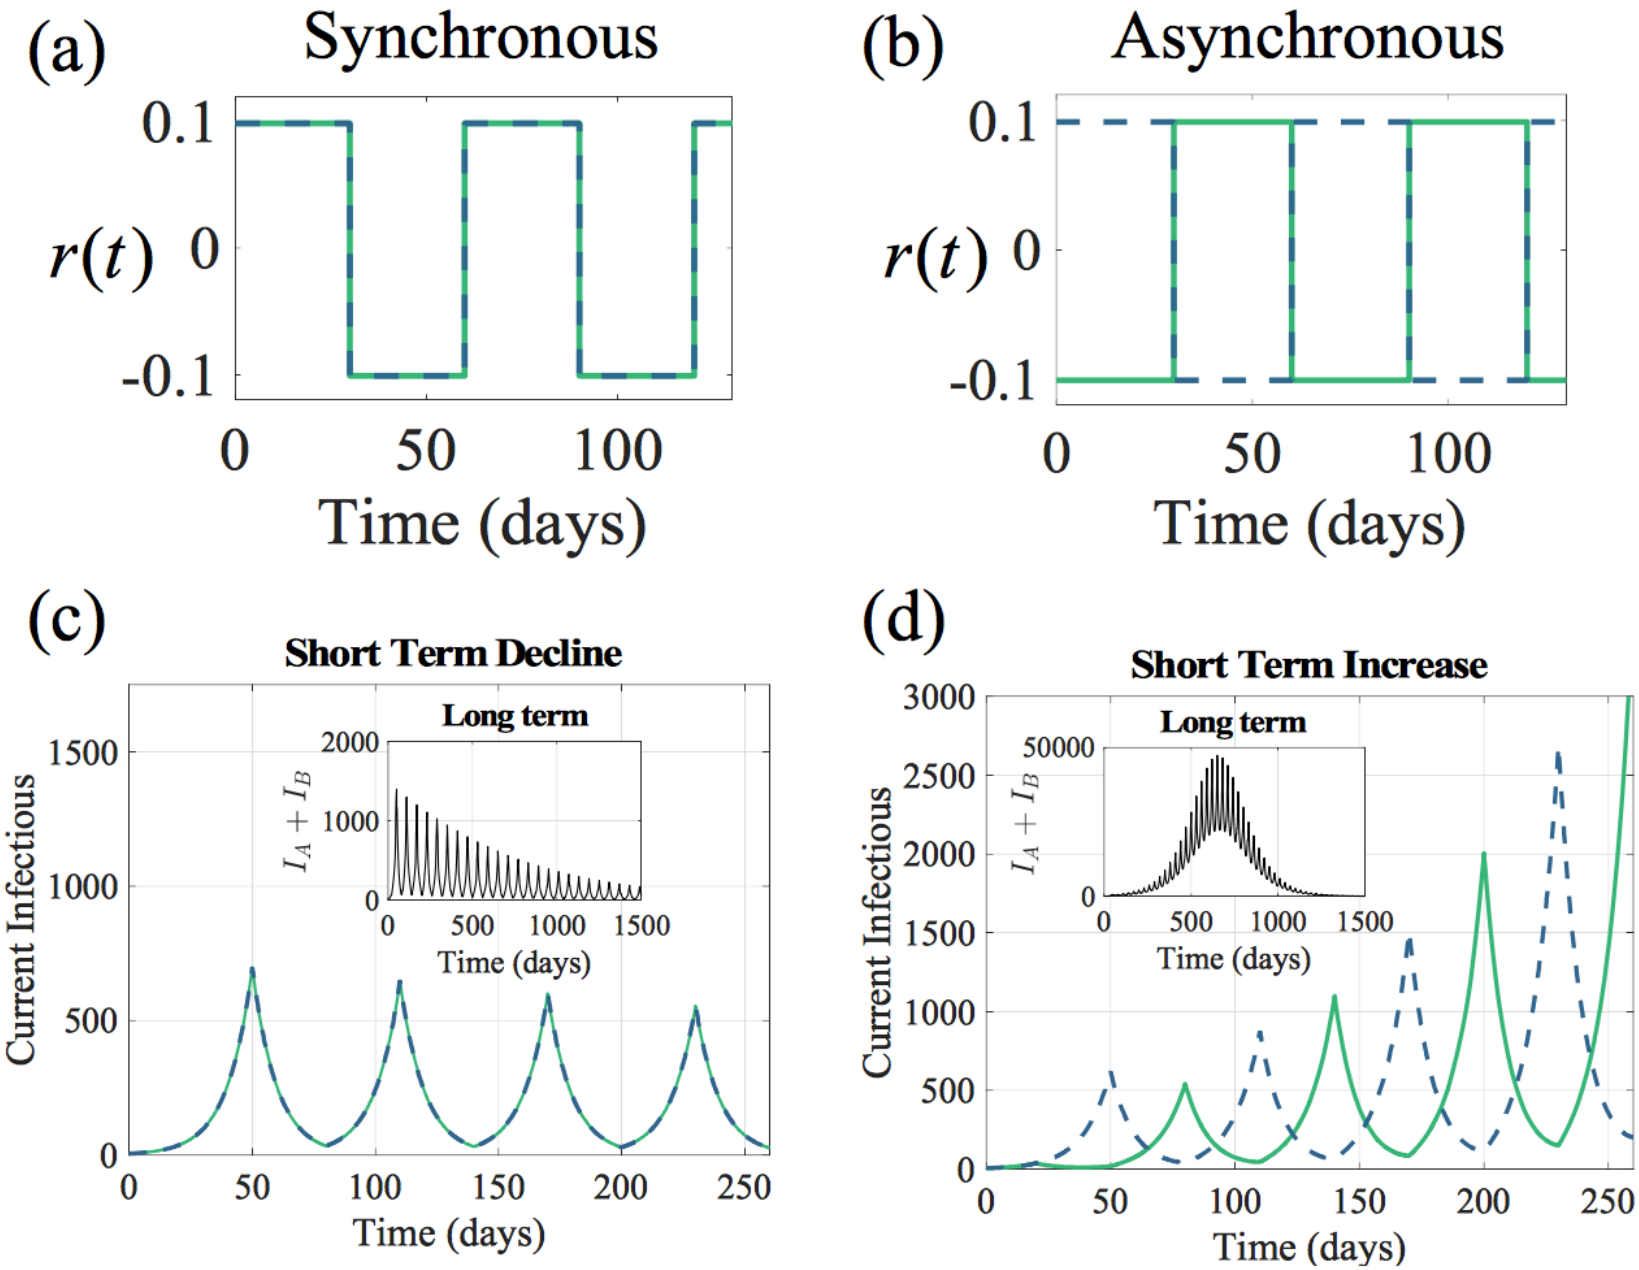 (a) Synchronous
0.1
r(t) 0
-0.1
0 50 100
Time (days)
(b) Asynchronous
0.1
r(t) 0
-0.1
0 50 100
Time (days)
(c)
Short Term Decline
1500
1000
500
0
Current Infectious
0 50 100 150 200 250
Time (days)
Long term
2000
1000
0
I_A + I_B
0 500 1000 1500
Time (days)
(d)
Short Term Increase
3000
2500
2000
1500
1000
500
0
Current Infectious
0 50 100 150 200 250
Time (days)
Long term
50000
0
I_A + I_B
0 500 1000 1500
Time (days)